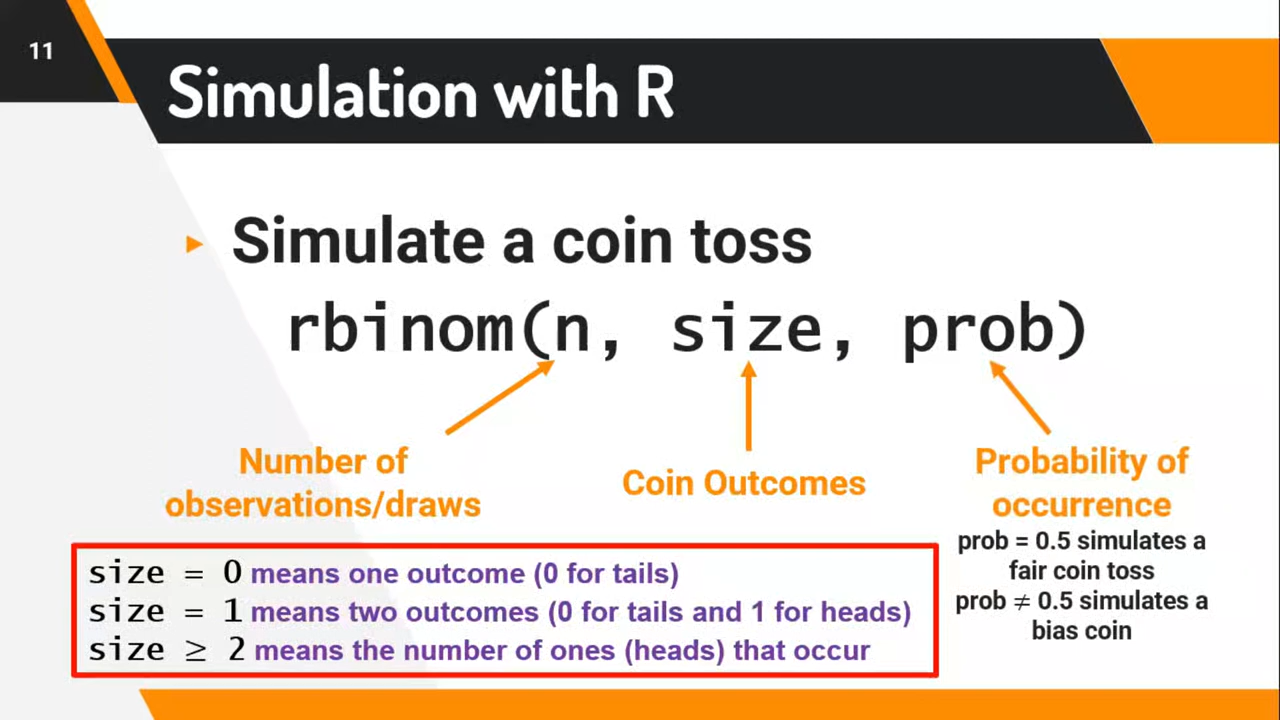 11
Simulation with R
▸ Simulate a coin toss
rbinom(n, size, prob)
Number of
observations/draws
Coin Outcomes
Probability of
occurrence
prob = 0.5 simulates a
fair coin toss
prob ≠ 0.5 simulates a
bias coin
size = 0 means one outcome (0 for tails)
size = 1 means two outcomes (0 for tails and 1 for heads)
size ≥ 2 means the number of ones (heads) that occur